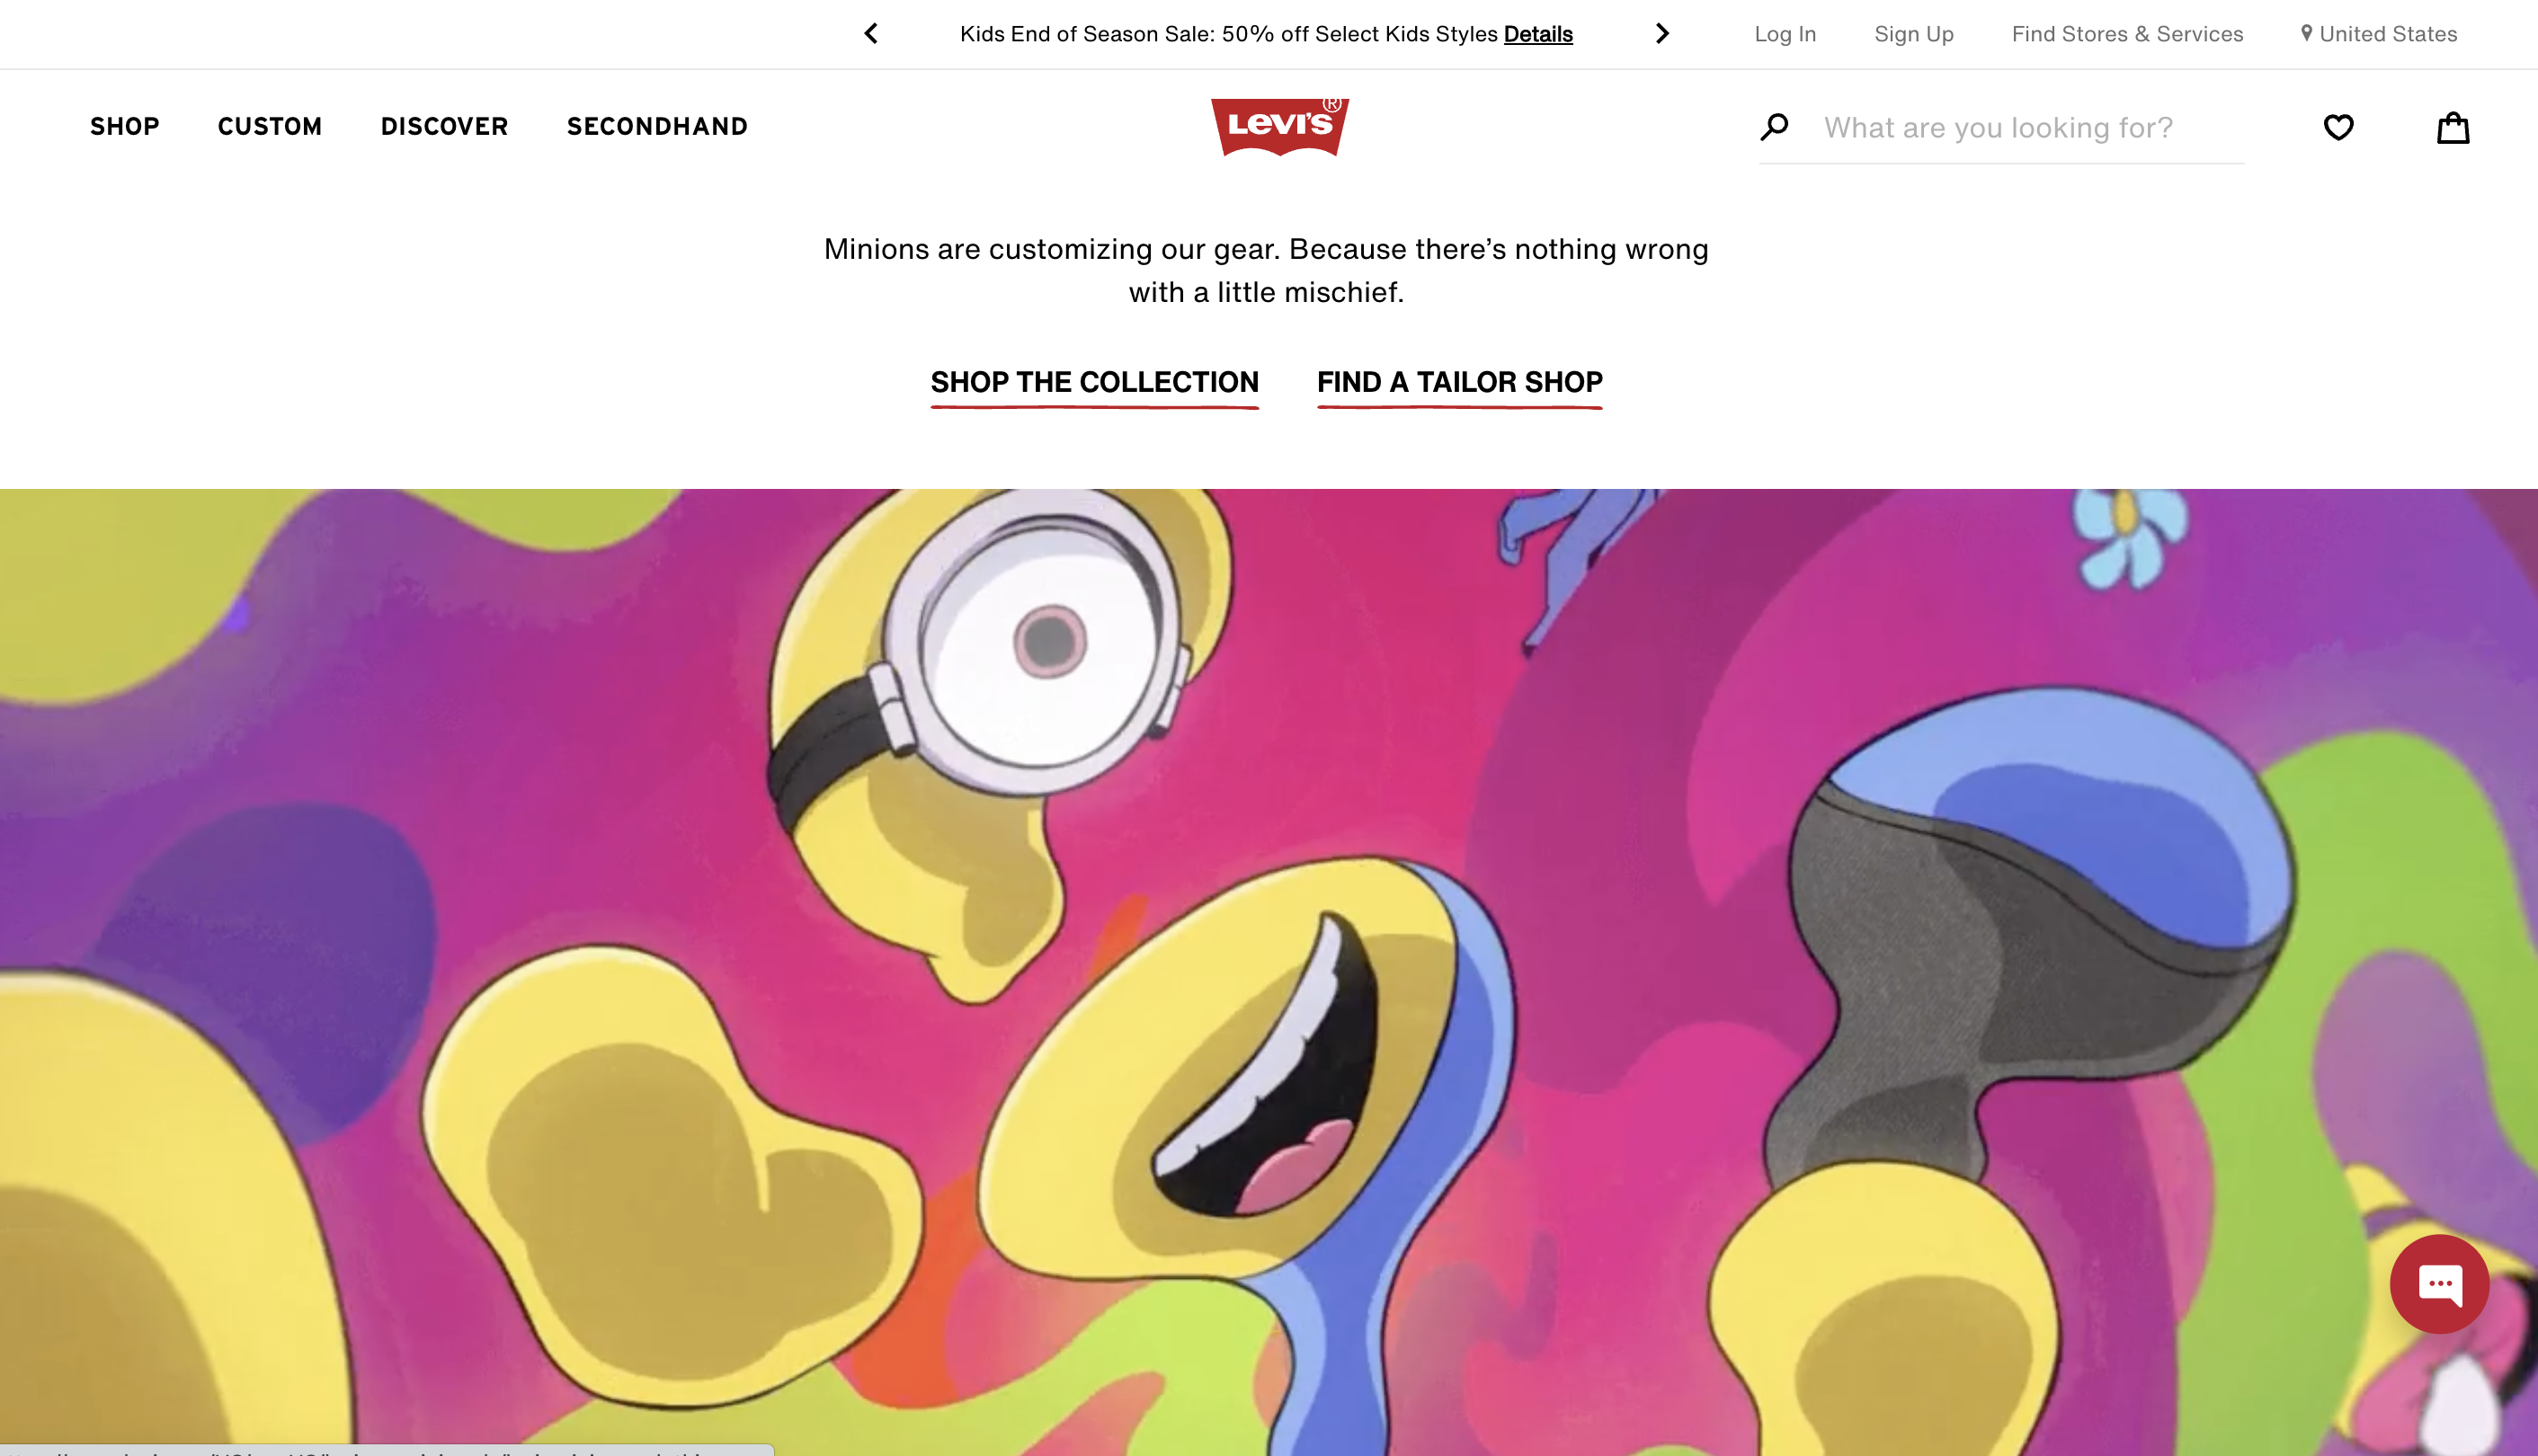 Kids End of Season Sale: 50% off Select Kids Styles Details
Log In
Sign Up
Find Stores & Services
United States
SHOP
CUSTOM
DISCOVER
SECONDHAND
LEVI'S®
What are you looking for?
Minions are customizing our gear. Because there’s nothing wrong
with a little mischief.
SHOP THE COLLECTION
FIND A TAILOR SHOP